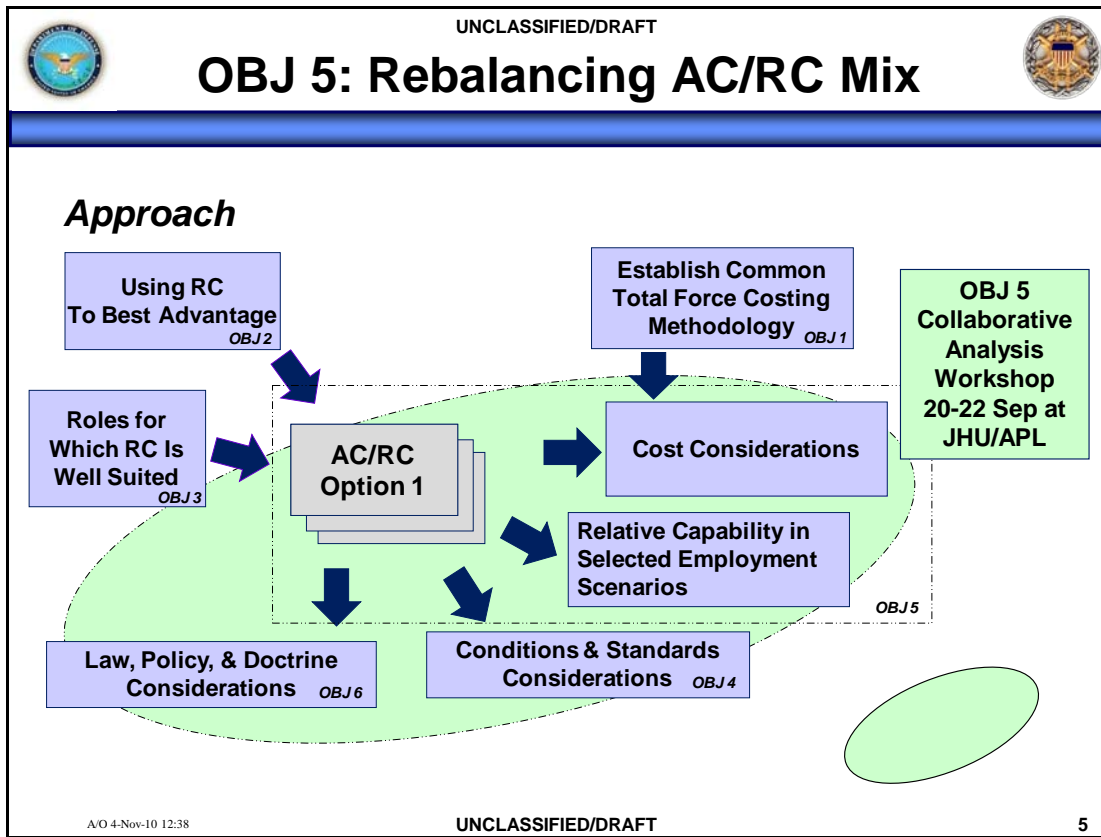 UNCLASSIFIED/DRAFT
OBJ 5: Rebalancing AC/RC Mix
Approach
Using RC
To Best Advantage
OBJ 2
Establish Common
Total Force Costing
Methodology OBJ 1
OBJ 5
Collaborative
Analysis
Workshop
20-22 Sep at
JHU/APL
Roles for
Which RC Is
Well Suited
OBJ 3
AC/RC
Option 1
Cost Considerations
Relative Capability in
Selected Employment
Scenarios
OBJ 5
Law, Policy, & Doctrine
Considerations OBJ 6
Conditions & Standards
Considerations OBJ 4
A/O 4-Nov-10 12:38
UNCLASSIFIED/DRAFT
5